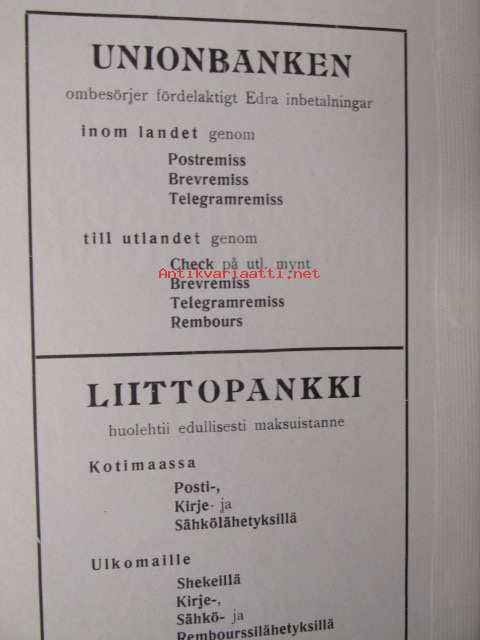 UNIONBANKEN
ombesörjer fördelaktigt Edra inbetalningar
inom landet genom
Postremiss
Brevremiss
Telegramremiss
till utlandet genom
Check på utl. mynt
Antikvariaatti.net
Brevremiss
Telegramremiss
Rembours
LIITTOPANKKI
huolehtii edullisesti maksuistanne
Kotimaassa
Posti-,
Kirje- ja
Sähkölähetyksillä
Ulkomaille
Shekeillä
Kirje-,
Sähkö- ja
Rembourssilähetyksillä